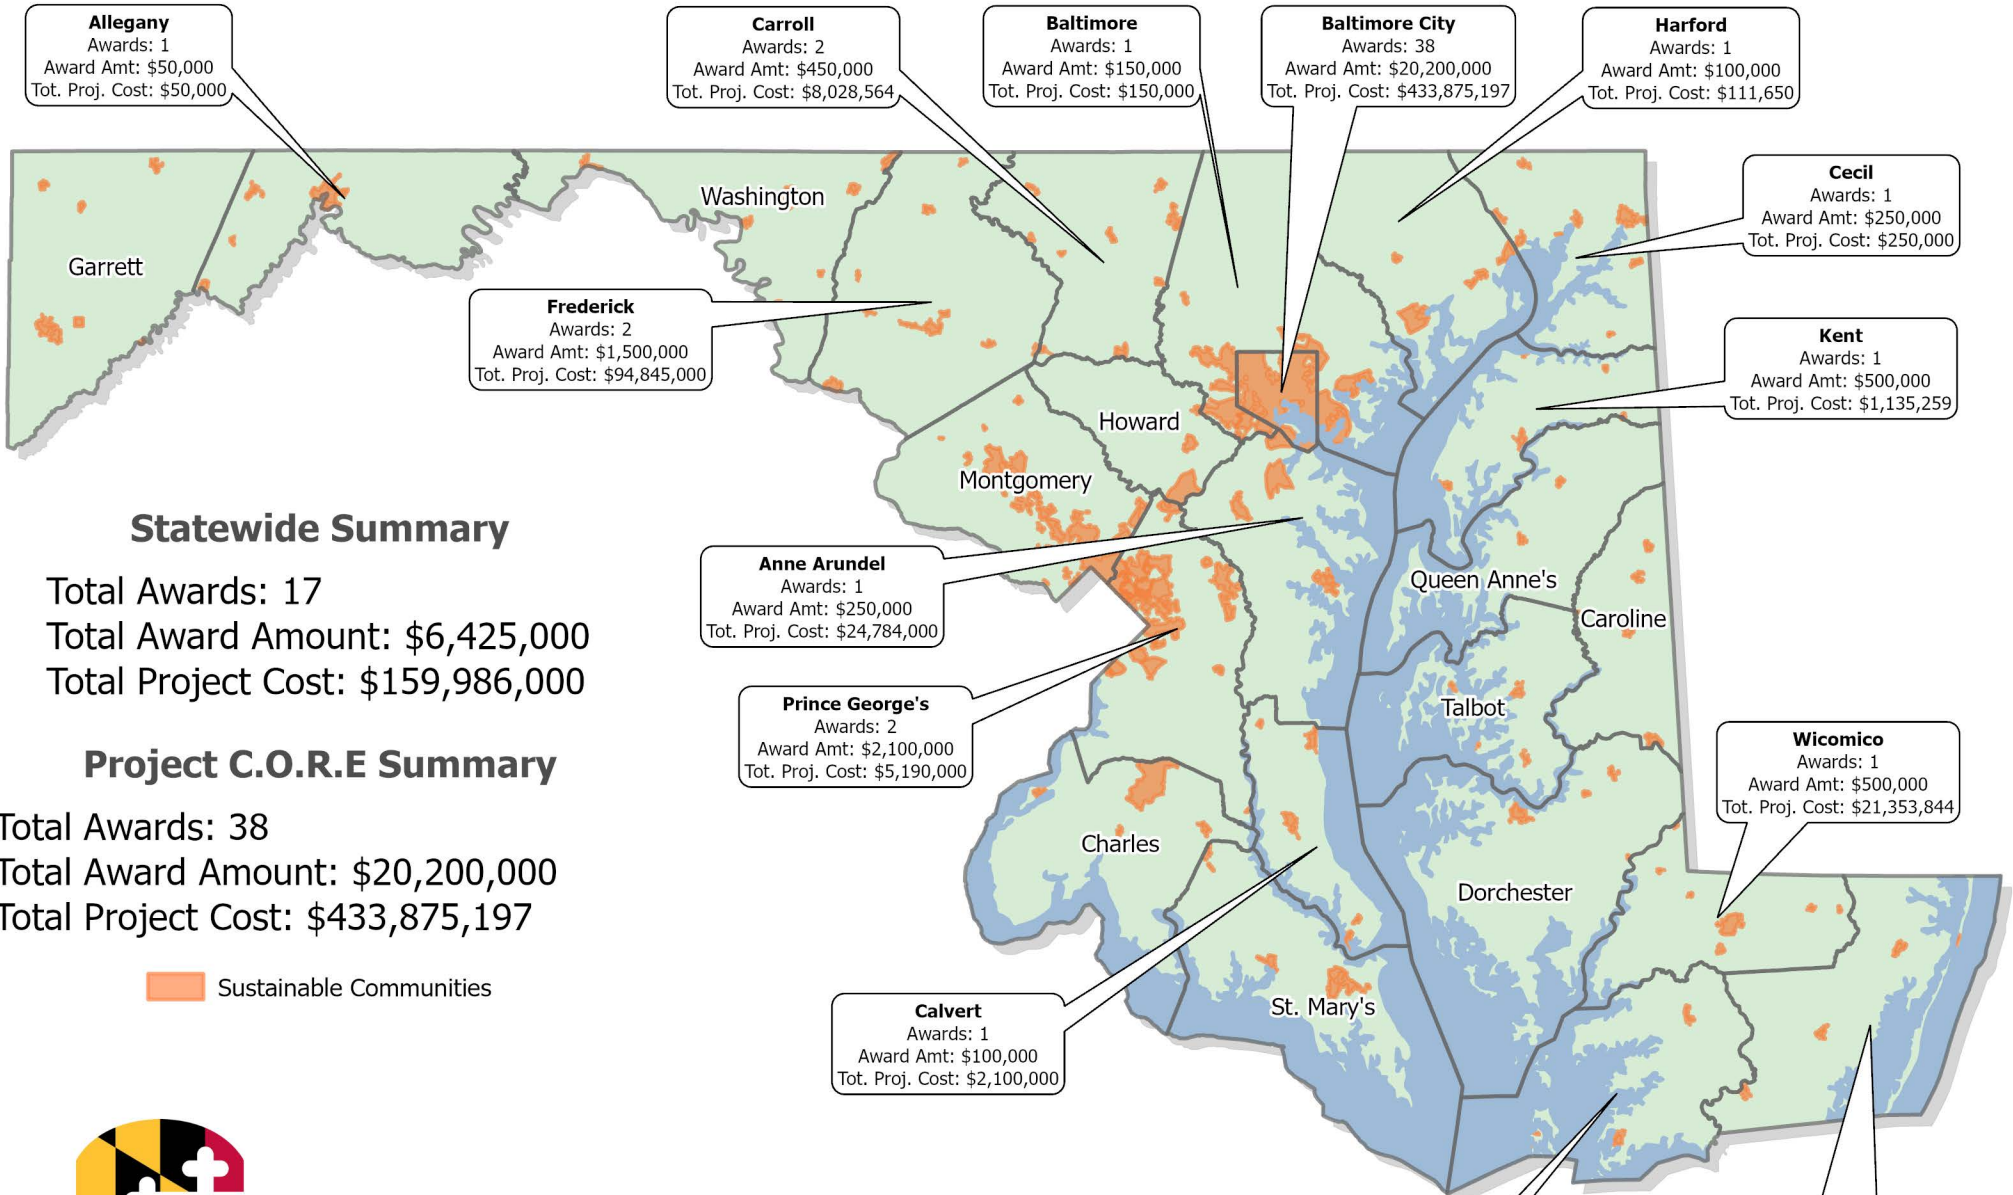 Allegany
Awards: 1
Award Amt: $50,000
Tot. Proj. Cost: $50,000
Carroll
Awards: 2
Award Amt: $450,000
Tot. Proj. Cost: $8,028,564
Baltimore
Awards: 1
Award Amt: $150,000
Tot. Proj. Cost: $150,000
Baltimore City
Awards: 38
Award Amt: $20,200,000
Tot. Proj. Cost: $433,875,197
Harford
Awards: 1
Award Amt: $100,000
Tot. Proj. Cost: $111,650
Cecil
Awards: 1
Award Amt: $250,000
Tot. Proj. Cost: $250,000
Washington
Garrett
Frederick
Awards: 2
Award Amt: $1,500,000
Tot. Proj. Cost: $94,845,000
Kent
Awards: 1
Award Amt: $500,000
Tot. Proj. Cost: $1,135,259
Howard
Montgomery
Statewide Summary
Total Awards: 17
Total Award Amount: $6,425,000
Total Project Cost: $159,986,000
Anne Arundel
Awards: 1
Award Amt: $250,000
Tot. Proj. Cost: $24,784,000
Queen Anne's
Caroline
Prince George's
Awards: 2
Award Amt: $2,100,000
Tot. Proj. Cost: $5,190,000
Talbot
Project C.O.R.E Summary
Total Awards: 38
Total Award Amount: $20,200,000
Total Project Cost: $433,875,197
Wicomico
Awards: 1
Award Amt: $500,000
Tot. Proj. Cost: $21,353,844
Charles
Dorchester
Sustainable Communities
St. Mary's
Calvert
Awards: 1
Award Amt: $100,000
Tot. Proj. Cost: $2,100,000